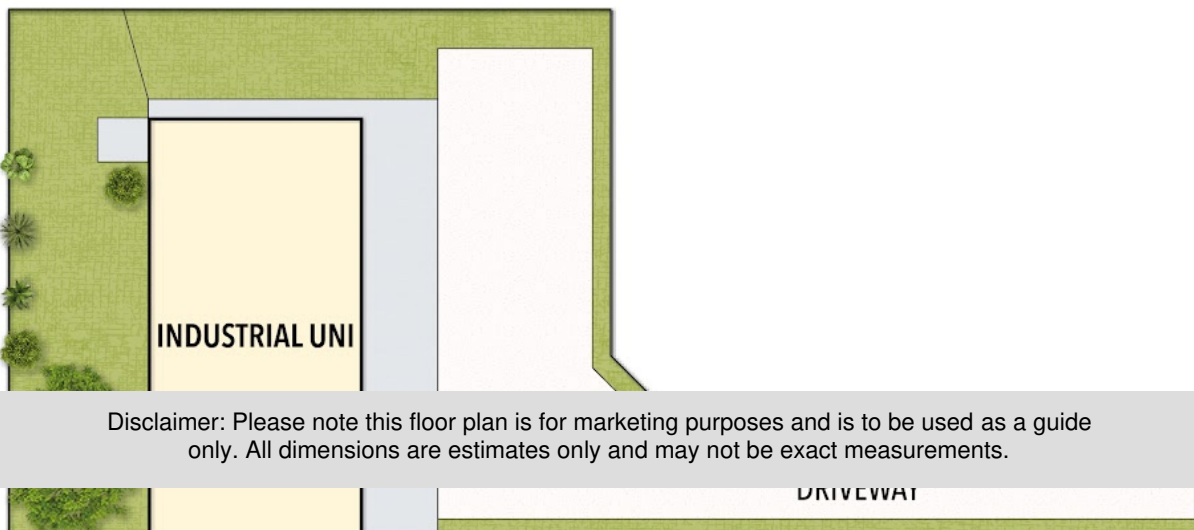 INDUSTRIAL UNI
Disclaimer: Please note this floor plan is for marketing purposes and is to be used as a guide
only. All dimensions are estimates only and may not be exact measurements.
DRIVEWAY